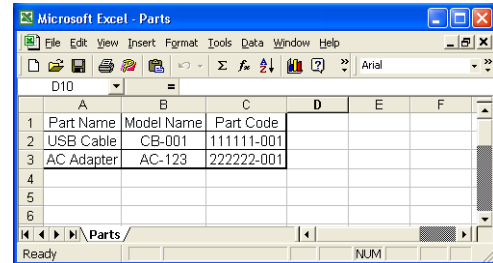 Microsoft Excel - Parts
File Edit View Insert Format Tools Data Window Help
Σ fx Arial
D10 =
A B C D E F
1 Part Name Model Name Part Code
2 USB Cable CB-001 111111-001
3 AC Adapter AC-123 222222-001
4
5
6
Parts
Ready NUM